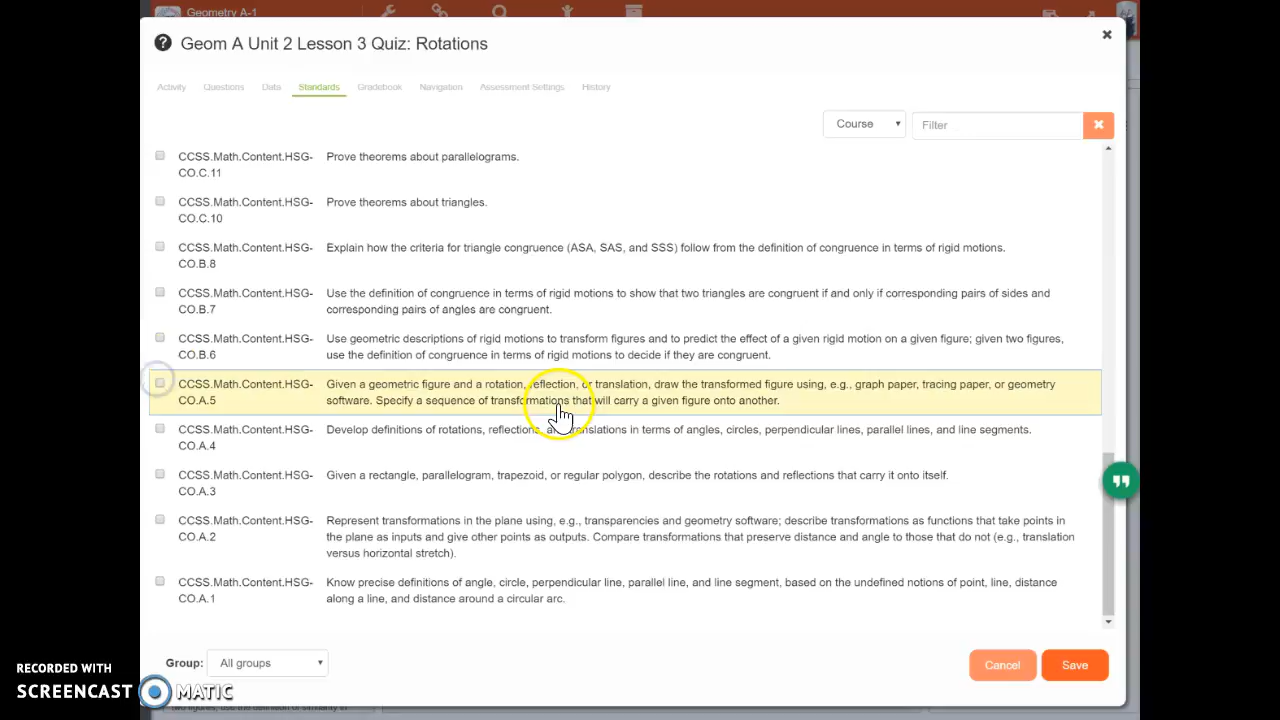 Geometry A-1
Geom A Unit 2 Lesson 3 Quiz: Rotations
Activity Questions Data Standards Gradebook Navigation Assessment Settings History
Course Filter
CCSS.Math.Content.HSG- Prove theorems about parallelograms.
CO.C.11
CCSS.Math.Content.HSG- Prove theorems about triangles.
CO.C.10
CCSS.Math.Content.HSG- Explain how the criteria for triangle congruence (ASA, SAS, and SSS) follow from the definition of congruence in terms of rigid motions.
CO.B.8
CCSS.Math.Content.HSG- Use the definition of congruence in terms of rigid motions to show that two triangles are congruent if and only if corresponding pairs of sides and
CO.B.7 corresponding pairs of angles are congruent.
CCSS.Math.Content.HSG- Use geometric descriptions of rigid motions to transform figures and to predict the effect of a given rigid motion on a given figure; given two figures,
CO.B.6 use the definition of congruence in terms of rigid motions to decide if they are congruent.
CCSS.Math.Content.HSG- Given a geometric figure and a rotation, reflection, or translation, draw the transformed figure using, e.g., graph paper, tracing paper, or geometry
CO.A.5 software. Specify a sequence of transformations that will carry a given figure onto another.
CCSS.Math.Content.HSG- Develop definitions of rotations, reflections, and translations in terms of angles, circles, perpendicular lines, parallel lines, and line segments.
CO.A.4
CCSS.Math.Content.HSG- Given a rectangle, parallelogram, trapezoid, or regular polygon, describe the rotations and reflections that carry it onto itself.
CO.A.3
CCSS.Math.Content.HSG- Represent transformations in the plane using, e.g., transparencies and geometry software; describe transformations as functions that take points in
CO.A.2 the plane as inputs and give other points as outputs. Compare transformations that preserve distance and angle to those that do not (e.g., translation
versus horizontal stretch).
CCSS.Math.Content.HSG- Know precise definitions of angle, circle, perpendicular line, parallel line, and line segment, based on the undefined notions of point, line, distance
CO.A.1 along a line, and distance around a circular arc.
Group: All groups Cancel Save
RECORDED WITH
SCREENCAST MATIC